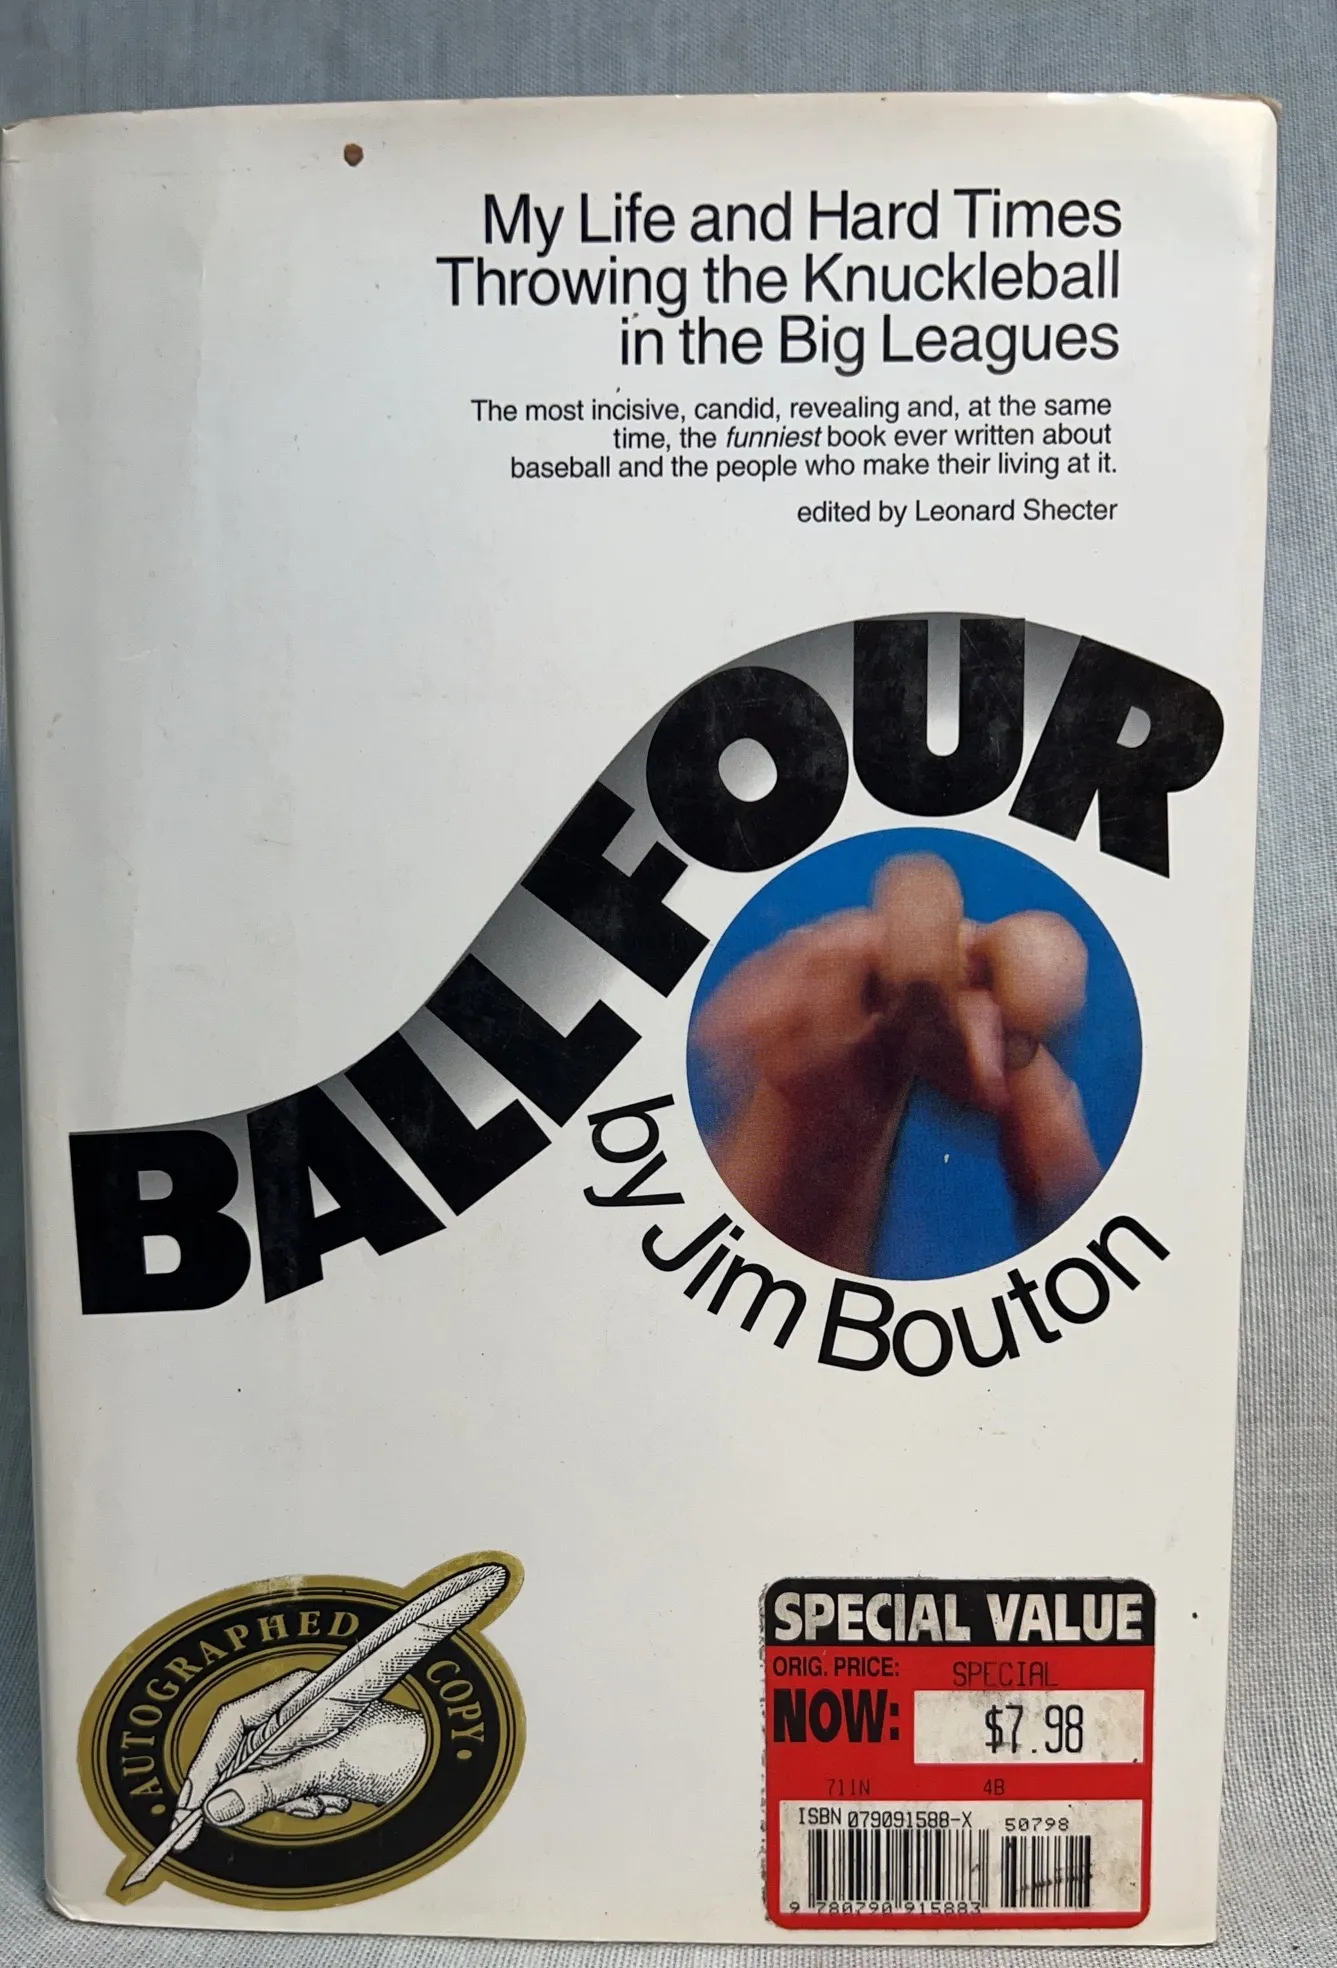 My Life and Hard Times
Throwing the Knuckleball
in the Big Leagues
The most incisive, candid, revealing and, at the same
time, the funniest book ever written about
baseball and the people who make their living at it.
edited by Leonard Shecter
BALL FOUR
by Jim Bouton
AUTOGRAPHED COPY
SPECIAL VALUE
ORIG. PRICE: SPECIAL
NOW: $7.98
711N 4B
ISBN 079091588-X 50798
9 780790 915883